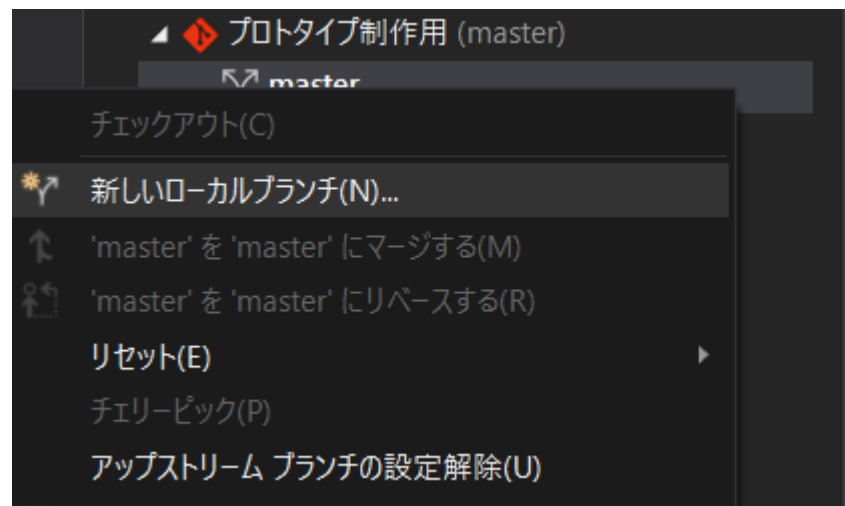 プロトタイプ制作用 (master)
master
チェックアウト(C)
新しいローカルブランチ(N)...
'master' を 'master' にマージする(M)
'master' を 'master' にリベースする(R)
リセット(E)
チェリーピック(P)
アップストリーム ブランチの設定解除(U)